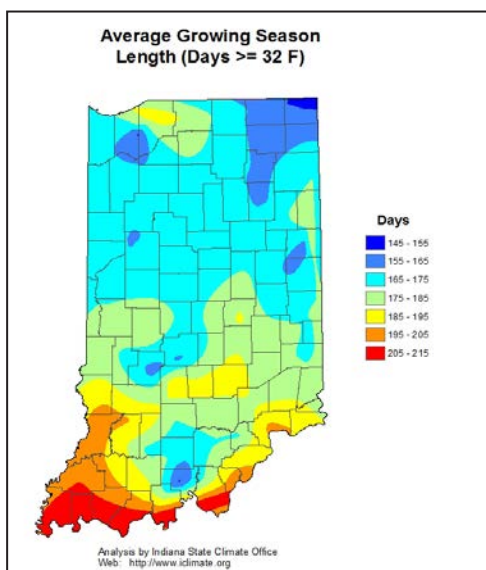 Average Growing Season
Length (Days >= 32 F)
Days
145 - 155
155 - 165
165 - 175
175 - 185
185 - 195
195 - 205
205 - 215
Analysis by Indiana State Climate Office
Web: http://www.iclimate.org